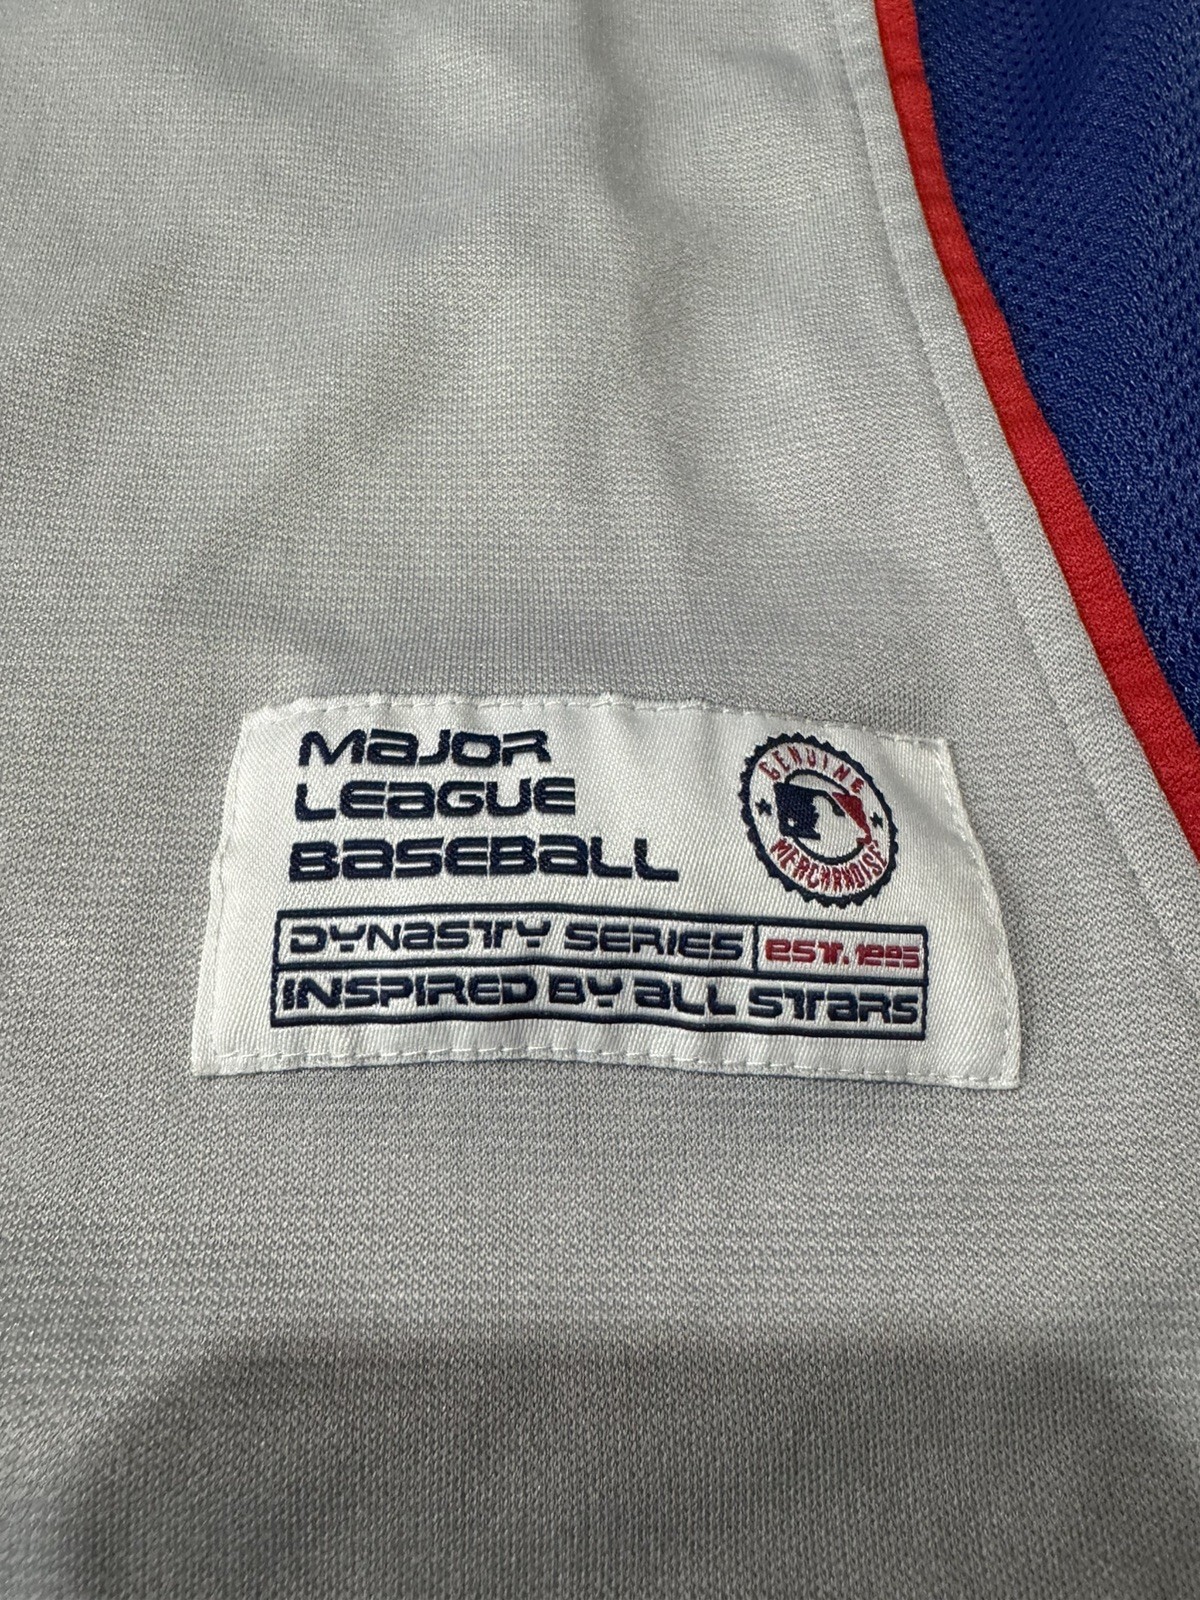 Major
League
Baseball
GENUINE
MERCHANDISE
Dynasty Series
est. 1995
Inspired by All Stars